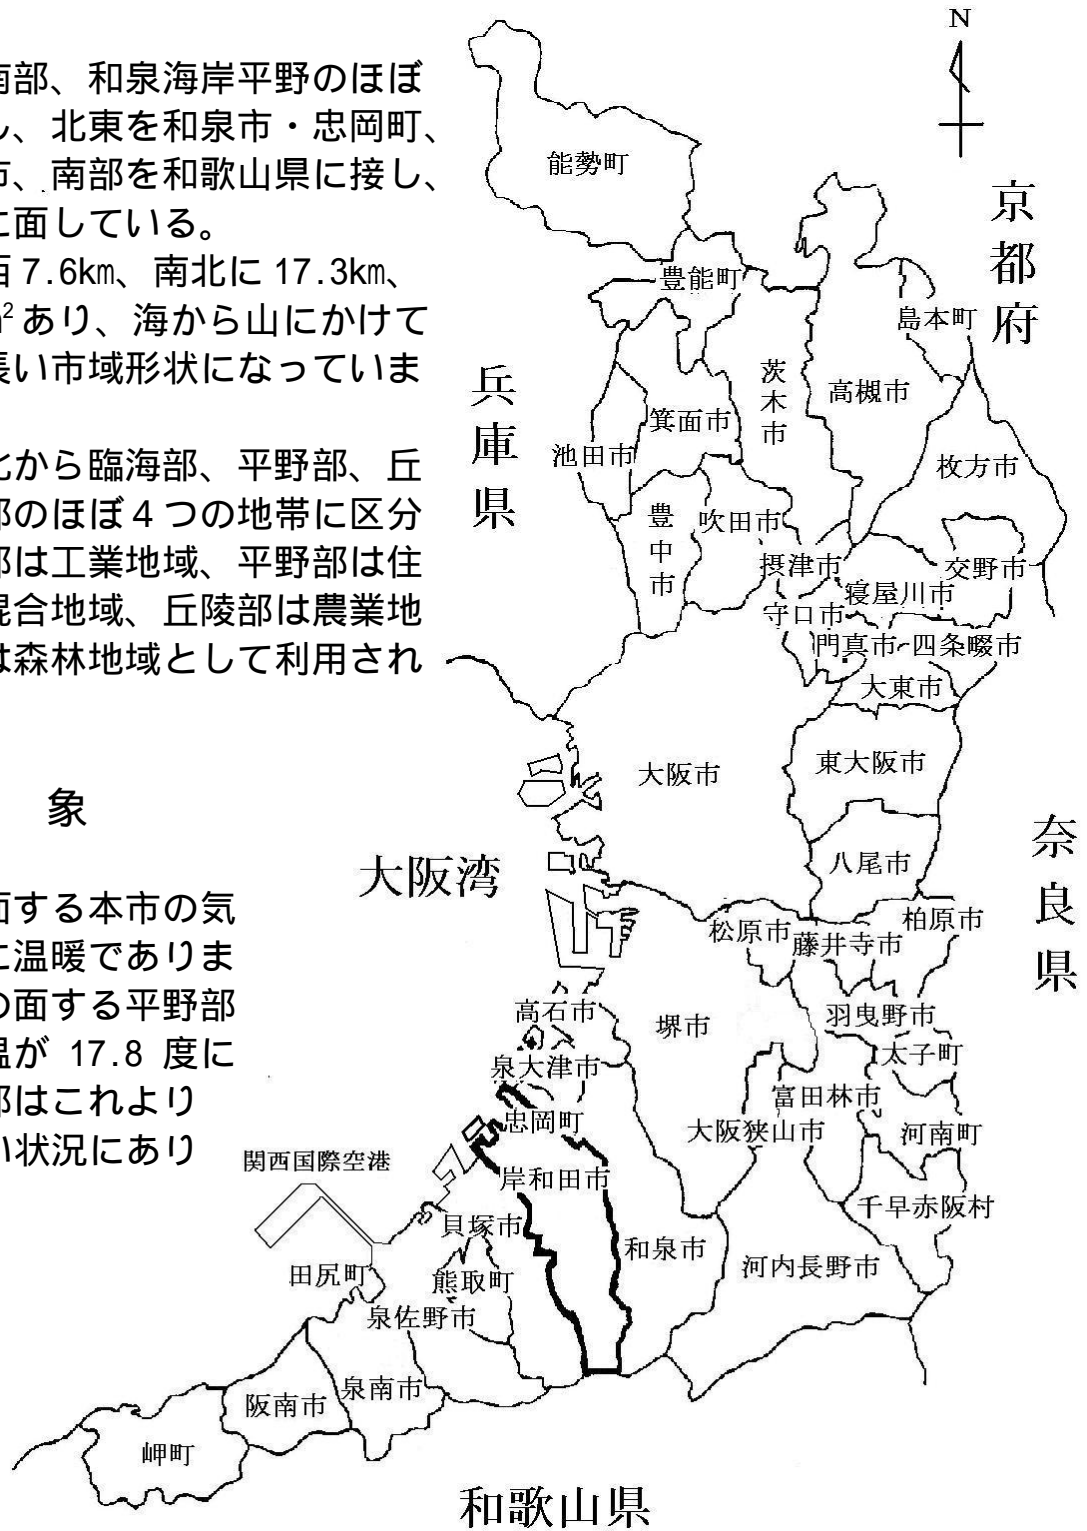 南部、和泉海岸平野のほぼ
し、北東を和泉市・忠岡町、
市、南部を和歌山県に接し、
に面している。
西 7.6㎞、南北に 17.3㎞、
あり、海から山にかけて
長い市域形状になっていま
北から臨海部、平野部、丘
部のほぼ４つの地帯に区分
部は工業地域、平野部は住
混合地域、丘陵部は農業地
は森林地域として利用され
象
面する本市の気
に温暖でありま
の面する平野部
温が 17.8 度に
部はこれより
い状況にあり
N
京都府
兵庫県
奈良県
和歌山県
大阪湾
関西国際空港
能勢町
豊能町
島本町
茨木市
高槻市
箕面市
池田市
枚方市
豊中市
吹田市
摂津市
交野市
寝屋川市
守口市
門真市
四条畷市
大東市
大阪市
東大阪市
八尾市
柏原市
松原市
藤井寺市
高石市
堺市
羽曳野市
太子町
泉大津市
富田林市
忠岡町
大阪狭山市
河南町
岸和田市
千早赤阪村
貝塚市
和泉市
河内長野市
田尻町
熊取町
泉佐野市
阪南市
泉南市
岬町